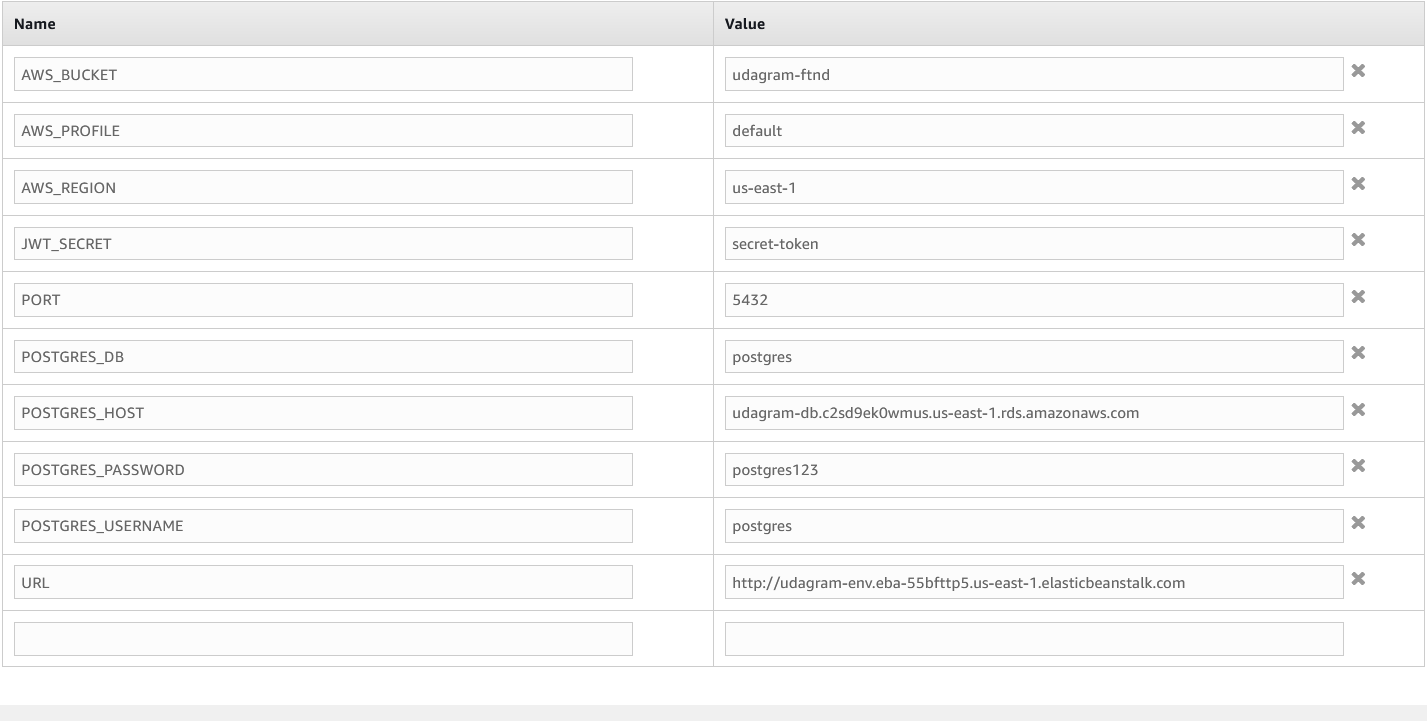 Name Value
AWS_BUCKET udagram-ftnd
AWS_PROFILE default
AWS_REGION us-east-1
JWT_SECRET secret-token
PORT 5432
POSTGRES_DB postgres
POSTGRES_HOST udagram-db.c2sd9ek0wmus.us-east-1.rds.amazonaws.com
POSTGRES_PASSWORD postgres123
POSTGRES_USERNAME postgres
URL http://udagram-env.eba-55bfttp5.us-east-1.elasticbeanstalk.com